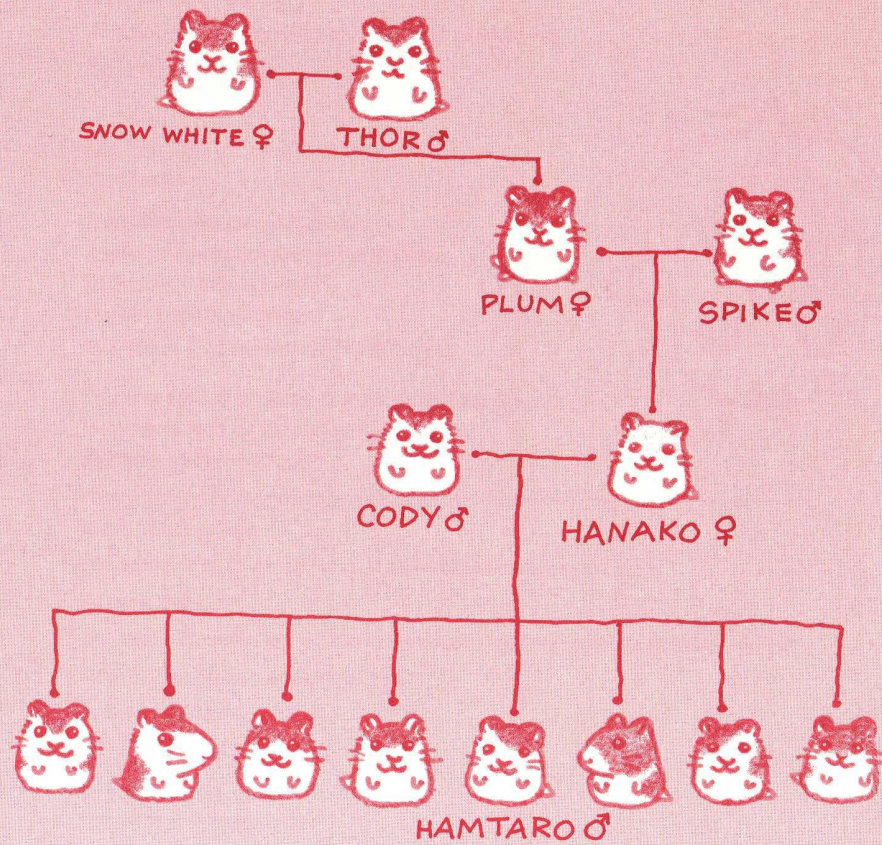 SNOW WHITE ♀ THOR ♂
PLUM ♀ SPIKE ♂
CODY ♂ HANAKO ♀
HAMTARO ♂